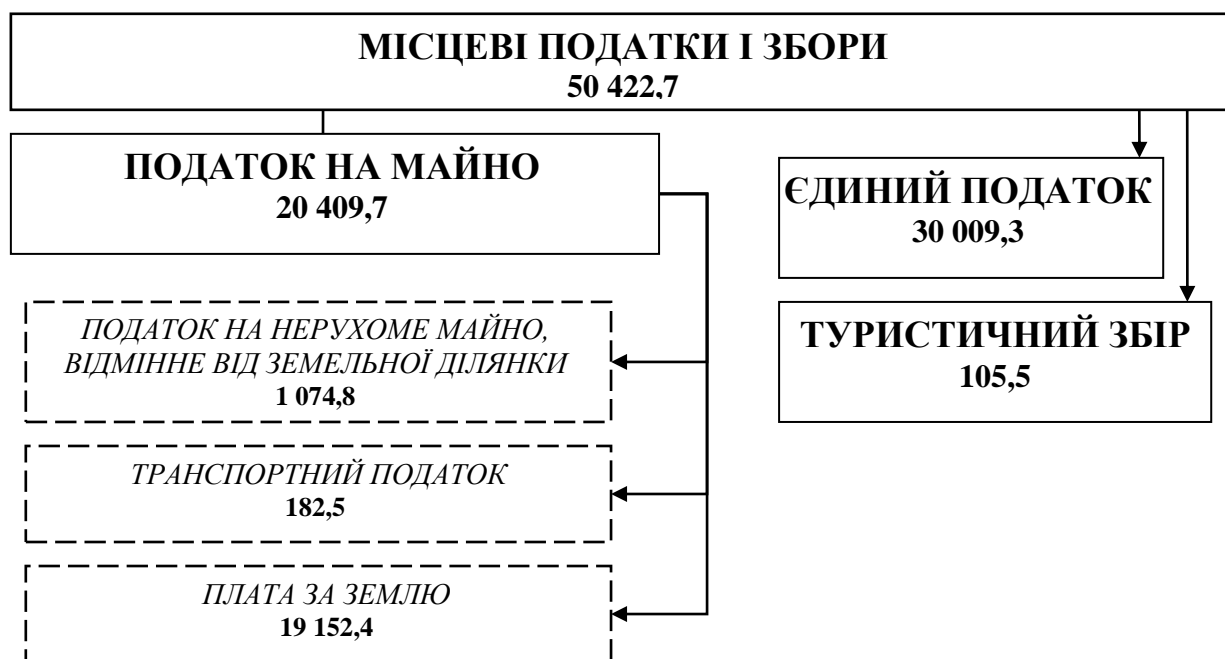 МІСЦЕВІ ПОДАТКИ І ЗБОРИ
50 422,7
ПОДАТОК НА МАЙНО
20 409,7
ЄДИНИЙ ПОДАТОК
30 009,3
ПОДАТОК НА НЕРУХОМЕ МАЙНО,
ВІДМІННЕ ВІД ЗЕМЕЛЬНОЇ ДІЛЯНКИ
1 074,8
ТУРИСТИЧНИЙ ЗБІР
105,5
ТРАНСПОРТНИЙ ПОДАТОК
182,5
ПЛАТА ЗА ЗЕМЛЮ
19 152,4